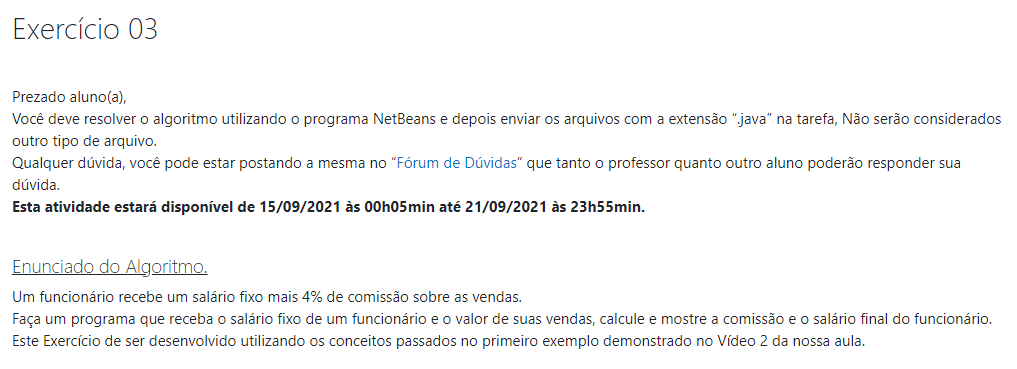 Exercício 03
Prezado aluno(a),
Você deve resolver o algoritmo utilizando o programa NetBeans e depois enviar os arquivos com a extensão “.java” na tarefa, Não serão considerados
outro tipo de arquivo.
Qualquer dúvida, você pode estar postando a mesma no “Fórum de Dúvidas” que tanto o professor quanto outro aluno poderão responder sua
dúvida.
Esta atividade estará disponível de 15/09/2021 às 00h05min até 21/09/2021 às 23h55min.
Enunciado do Algoritmo.
Um funcionário recebe um salário fixo mais 4% de comissão sobre as vendas.
Faça um programa que receba o salário fixo de um funcionário e o valor de suas vendas, calcule e mostre a comissão e o salário final do funcionário.
Este Exercício de ser desenvolvido utilizando os conceitos passados no primeiro exemplo demonstrado no Vídeo 2 da nossa aula.